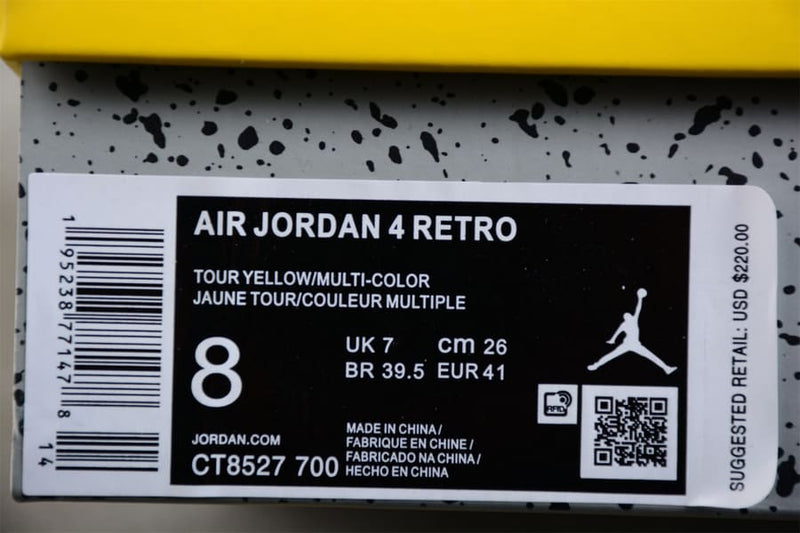 AIR JORDAN 4 RETRO
TOUR YELLOW/MULTI-COLOR
JAUNE TOUR/COULEUR MULTIPLE
8
UK 7 cm 26
BR 39.5 EUR 41
JORDAN.COM
CT8527 700
MADE IN CHINA/
FABRIQUE EN CHINE /
FABRICADO NA CHINA /
HECHO EN CHINA
RFID
SUGGESTED RETAIL: USD $220.00
1 95238 77147 8
14